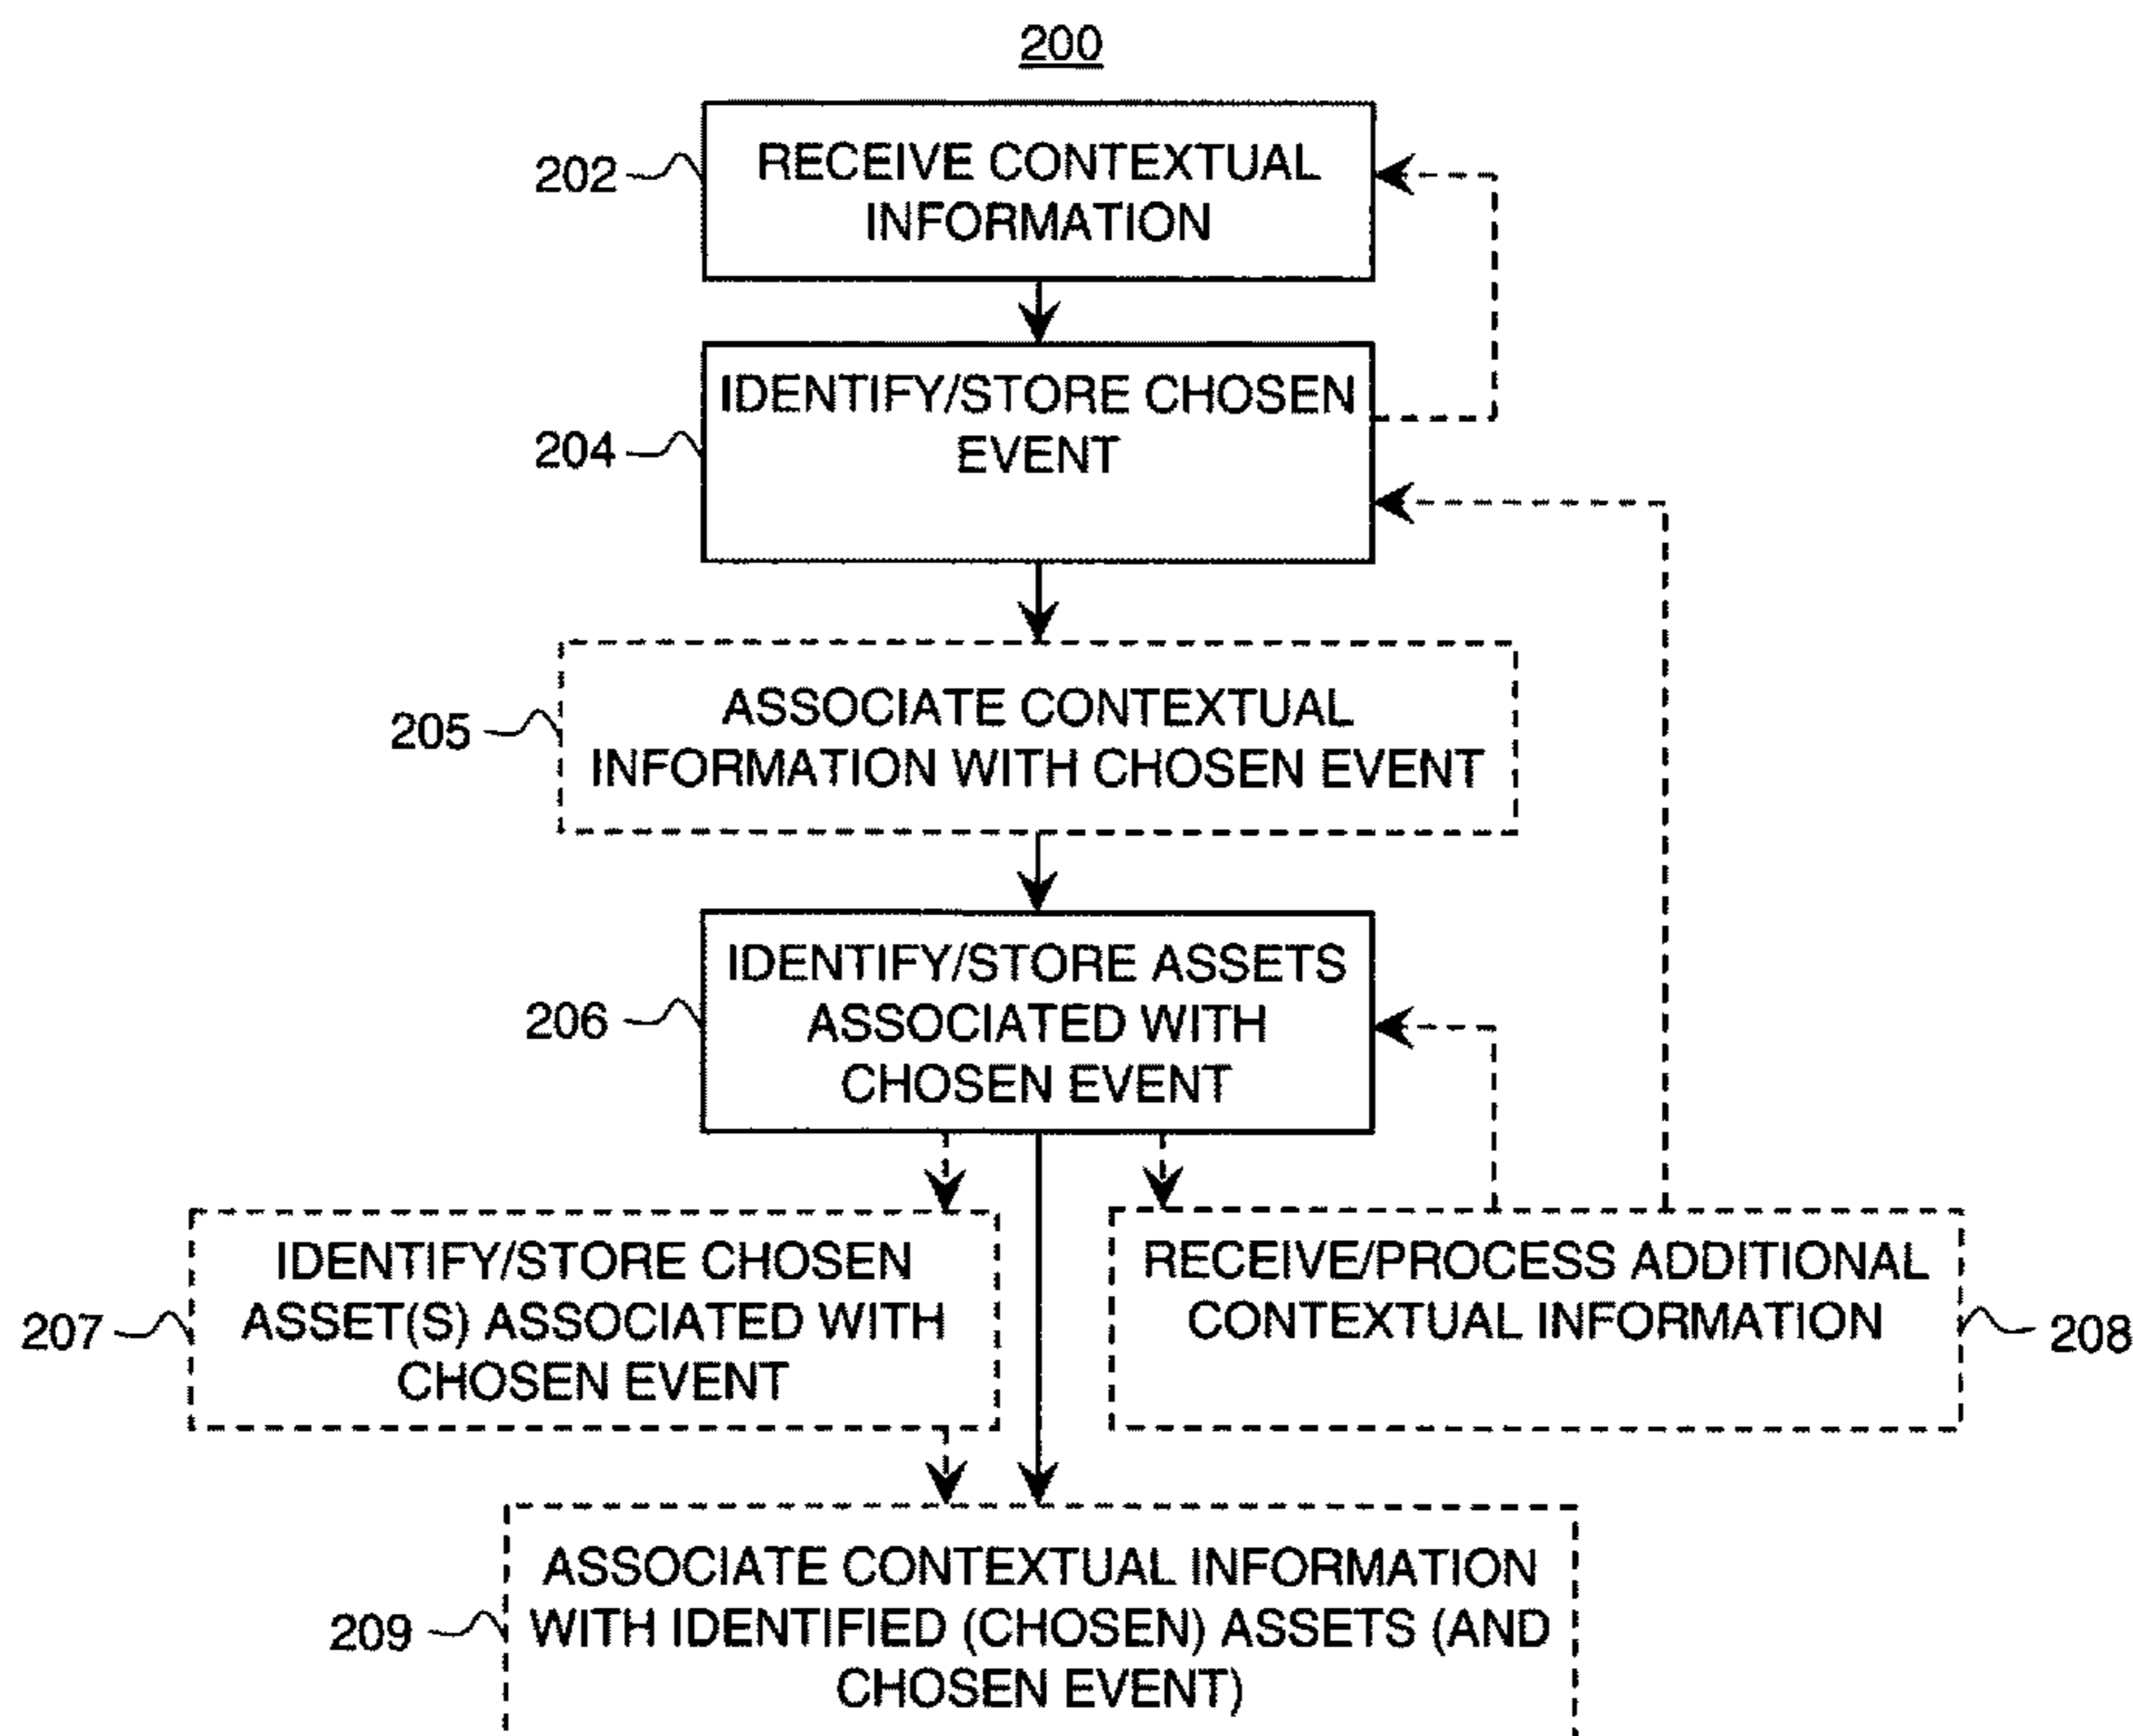 200
202
RECEIVE CONTEXTUAL
INFORMATION
204
IDENTIFY/STORE CHOSEN
EVENT
205
ASSOCIATE CONTEXTUAL
INFORMATION WITH CHOSEN EVENT
206
IDENTIFY/STORE ASSETS
ASSOCIATED WITH
CHOSEN EVENT
207
IDENTIFY/STORE CHOSEN
ASSET(S) ASSOCIATED WITH
CHOSEN EVENT
RECEIVE/PROCESS ADDITIONAL
CONTEXTUAL INFORMATION
208
209
ASSOCIATE CONTEXTUAL INFORMATION
WITH IDENTIFIED (CHOSEN) ASSETS (AND
CHOSEN EVENT)